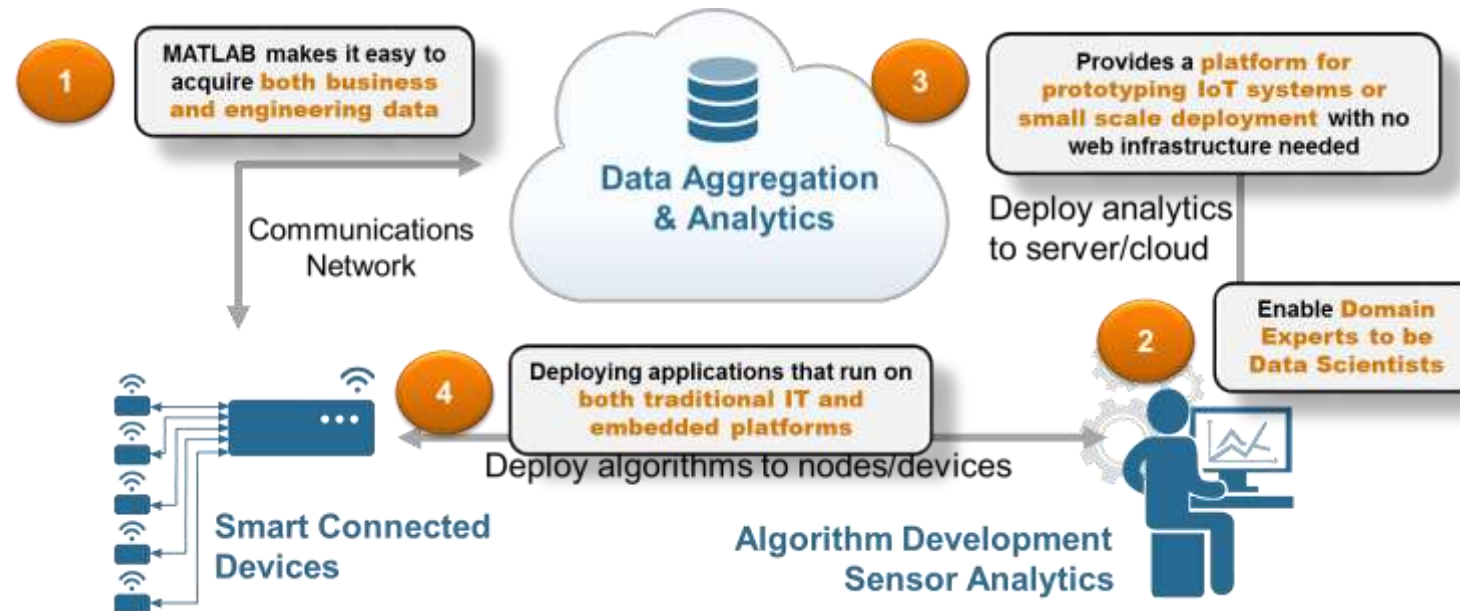 1
MATLAB makes it easy to
acquire both business
and engineering data
Data Aggregation
& Analytics
3
Provides a platform for
prototyping IoT systems or
small scale deployment with no
web infrastructure needed
Communications
Network
Deploy analytics
to server/cloud
2
Enable Domain
Experts to be
Data Scientists
4
Deploying applications that run on
both traditional IT and
embedded platforms
Deploy algorithms to nodes/devices
Smart Connected
Devices
Algorithm Development
Sensor Analytics